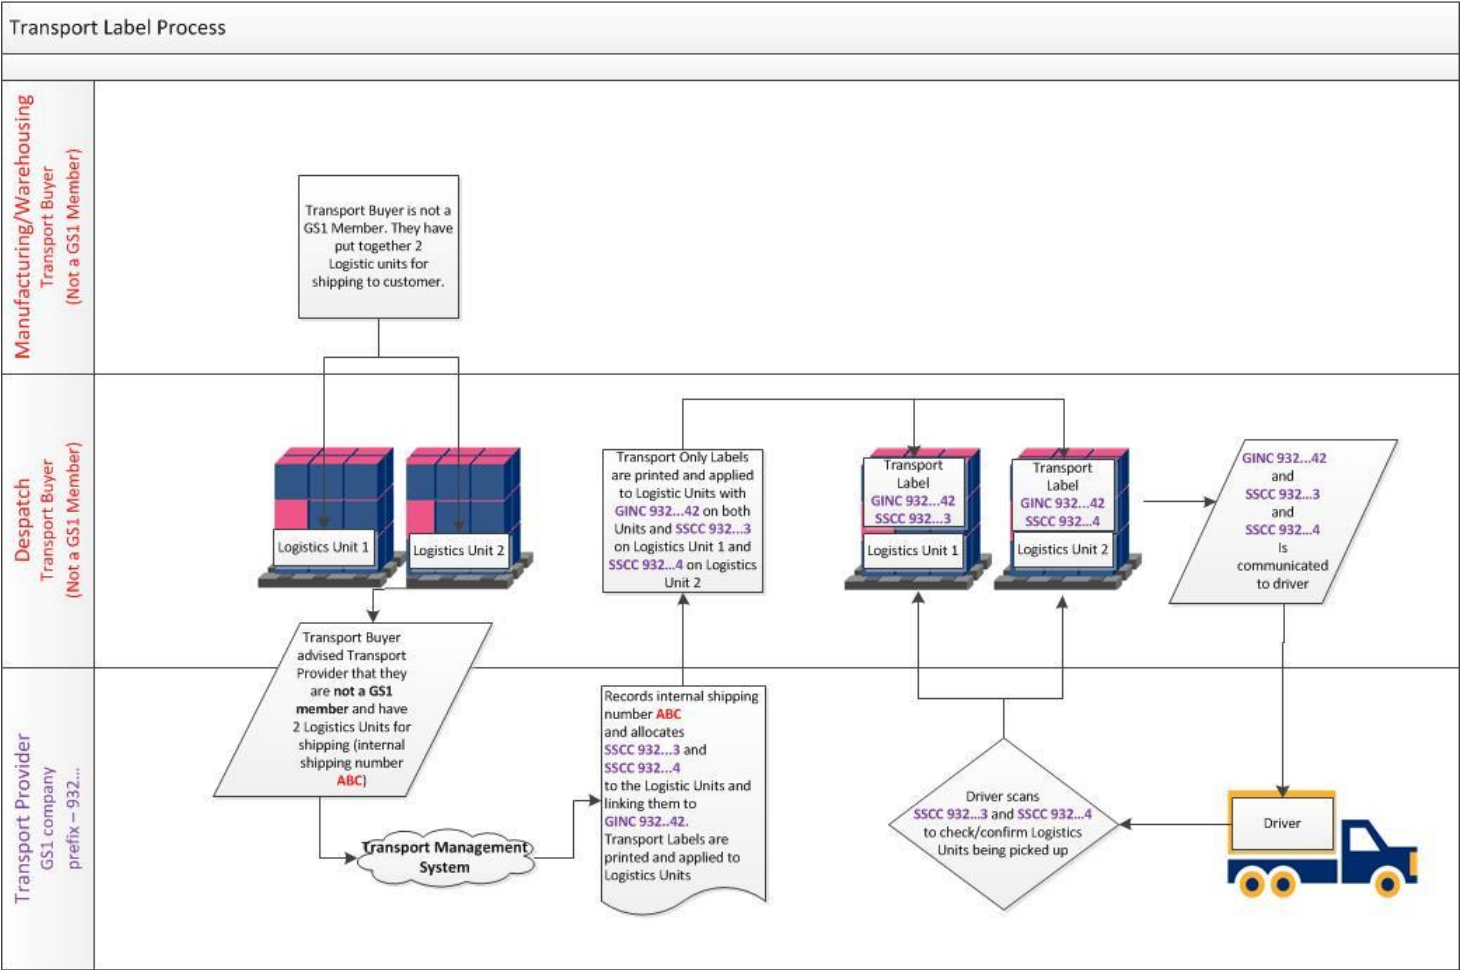 Transport Label Process
Manufacturing/Warehousing
Transport Buyer
(Not a GS1 Member)
Transport Buyer is not a
GS1 Member. They have
put together 2
Logistic units for
shipping to customer.
Despatch
Transport Buyer
(Not a GS1 Member)
Logistics Unit 1
Logistics Unit 2
Transport Only Labels
are printed and applied
to Logistic Units with
GINC 932...42 on both
Units and SSCC 932...3
on Logistics Unit 1 and
SSCC 932...4 on Logistics
Unit 2
Transport
Label
GINC 932...42
SSCC 932...3
Logistics Unit 1
Transport
Label
GINC 932...42
SSCC 932...4
Logistics Unit 2
GINC 932...42
and
SSCC 932...3
and
SSCC 932...4
Is
communicated
to driver
Transport Provider
GS1 company
prefix – 932...
Transport Buyer
advised Transport
Provider that they
are not a GS1
member and have
2 Logistics Units for
shipping (internal
shipping number
ABC)
Transport Management
System
Records internal shipping
number ABC
and allocates
SSCC 932...3 and
SSCC 932...4
to the Logistic Units and
linking them to
GINC 932..42.
Transport Labels are
printed and applied to
Logistics Units
Driver scans
SSCC 932...3 and SSCC 932...4
to check/confirm Logistics
Units being picked up
Driver